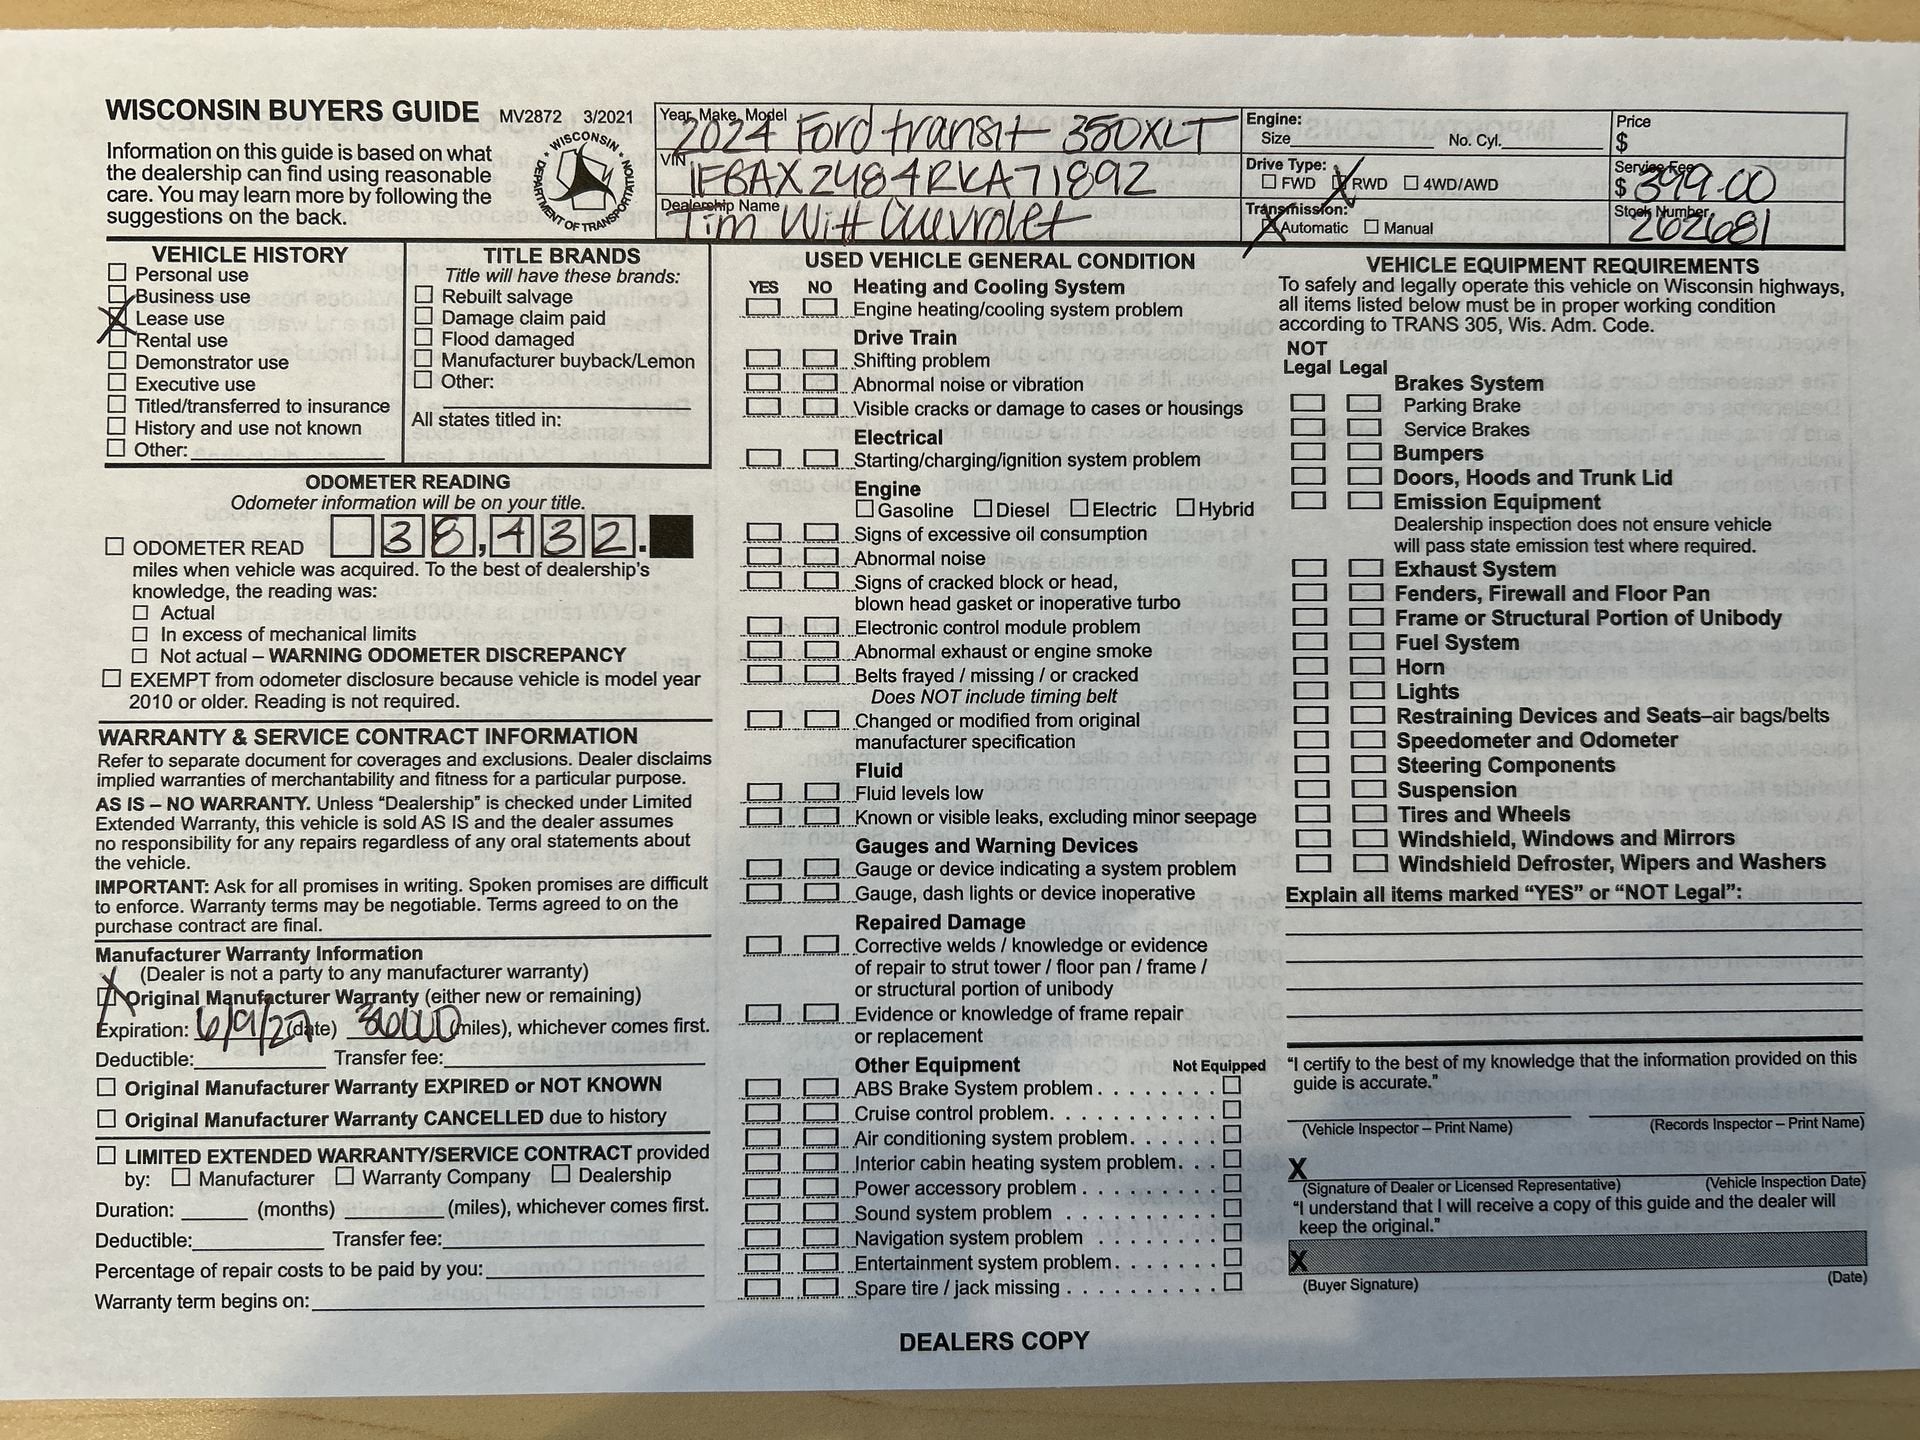 WISCONSIN BUYERS GUIDE MV2872 3/2021
Information on this guide is based on what
the dealership can find using reasonable
care. You may learn more by following the
suggestions on the back.
WISCONSIN
DEPARTMENT OF TRANSPORTATION
Year, Make, Model
2024 Ford transit 350XLT
VIN
1FBAX2484RKA71892
Dealership Name
Tim Witt Chevrolet
Engine:
Size No. Cyl.
Drive Type:
FWD RWD 4WD/AWD
Transmission:
Automatic Manual
Price
$
Service Fee
$ 399.00
Stock Number
262681
VEHICLE HISTORY
Personal use
Business use
Lease use
Rental use
Demonstrator use
Executive use
Titled/transferred to insurance
History and use not known
Other:
TITLE BRANDS
Title will have these brands:
Rebuilt salvage
Damage claim paid
Flood damaged
Manufacturer buyback/Lemon
Other:
All states titled in:
ODOMETER READING
Odometer information will be on your title.
ODOMETER READ 38,432.
miles when vehicle was acquired. To the best of dealership's
knowledge, the reading was:
Actual
In excess of mechanical limits
Not actual – WARNING ODOMETER DISCREPANCY
EXEMPT from odometer disclosure because vehicle is model year
2010 or older. Reading is not required.
WARRANTY & SERVICE CONTRACT INFORMATION
Refer to separate document for coverages and exclusions. Dealer disclaims
implied warranties of merchantability and fitness for a particular purpose.
AS IS – NO WARRANTY. Unless "Dealership" is checked under Limited
Extended Warranty, this vehicle is sold AS IS and the dealer assumes
no responsibility for any repairs regardless of any oral statements about
the vehicle.
IMPORTANT: Ask for all promises in writing. Spoken promises are difficult
to enforce. Warranty terms may be negotiable. Terms agreed to on the
purchase contract are final.
Manufacturer Warranty Information
(Dealer is not a party to any manufacturer warranty)
Original Manufacturer Warranty (either new or remaining)
Expiration: 6/9/27 (date) 36000 (miles), whichever comes first.
Deductible: Transfer fee:
Original Manufacturer Warranty EXPIRED or NOT KNOWN
Original Manufacturer Warranty CANCELLED due to history
LIMITED EXTENDED WARRANTY/SERVICE CONTRACT provided
by: Manufacturer Warranty Company Dealership
Duration: (months) (miles), whichever comes first.
Deductible: Transfer fee:
Percentage of repair costs to be paid by you:
Warranty term begins on:
USED VEHICLE GENERAL CONDITION
YES NO Heating and Cooling System
Engine heating/cooling system problem
Drive Train
Shifting problem
Abnormal noise or vibration
Visible cracks or damage to cases or housings
Electrical
Starting/charging/ignition system problem
Engine
Gasoline Diesel Electric Hybrid
Signs of excessive oil consumption
Abnormal noise
Signs of cracked block or head,
blown head gasket or inoperative turbo
Electronic control module problem
Abnormal exhaust or engine smoke
Belts frayed / missing / or cracked
Does NOT include timing belt
Changed or modified from original
manufacturer specification
Fluid
Fluid levels low
Known or visible leaks, excluding minor seepage
Gauges and Warning Devices
Gauge or device indicating a system problem
Gauge, dash lights or device inoperative
Repaired Damage
Corrective welds / knowledge or evidence
of repair to strut tower / floor pan / frame /
or structural portion of unibody
Evidence or knowledge of frame repair
or replacement
Other Equipment Not Equipped
ABS Brake System problem
Cruise control problem
Air conditioning system problem
Interior cabin heating system problem
Power accessory problem
Sound system problem
Navigation system problem
Entertainment system problem
Spare tire / jack missing
VEHICLE EQUIPMENT REQUIREMENTS
To safely and legally operate this vehicle on Wisconsin highways,
all items listed below must be in proper working condition
according to TRANS 305, Wis. Adm. Code.
NOT
Legal Legal
Brakes System
Parking Brake
Service Brakes
Bumpers
Doors, Hoods and Trunk Lid
Emission Equipment
Dealership inspection does not ensure vehicle
will pass state emission test where required.
Exhaust System
Fenders, Firewall and Floor Pan
Frame or Structural Portion of Unibody
Fuel System
Horn
Lights
Restraining Devices and Seats–air bags/belts
Speedometer and Odometer
Steering Components
Suspension
Tires and Wheels
Windshield, Windows and Mirrors
Windshield Defroster, Wipers and Washers
Explain all items marked "YES" or "NOT Legal":
"I certify to the best of my knowledge that the information provided on this
guide is accurate."
(Vehicle Inspector – Print Name) (Records Inspector – Print Name)
X
(Signature of Dealer or Licensed Representative) (Vehicle Inspection Date)
"I understand that I will receive a copy of this guide and the dealer will
keep the original."
X
(Buyer Signature) (Date)
DEALERS COPY